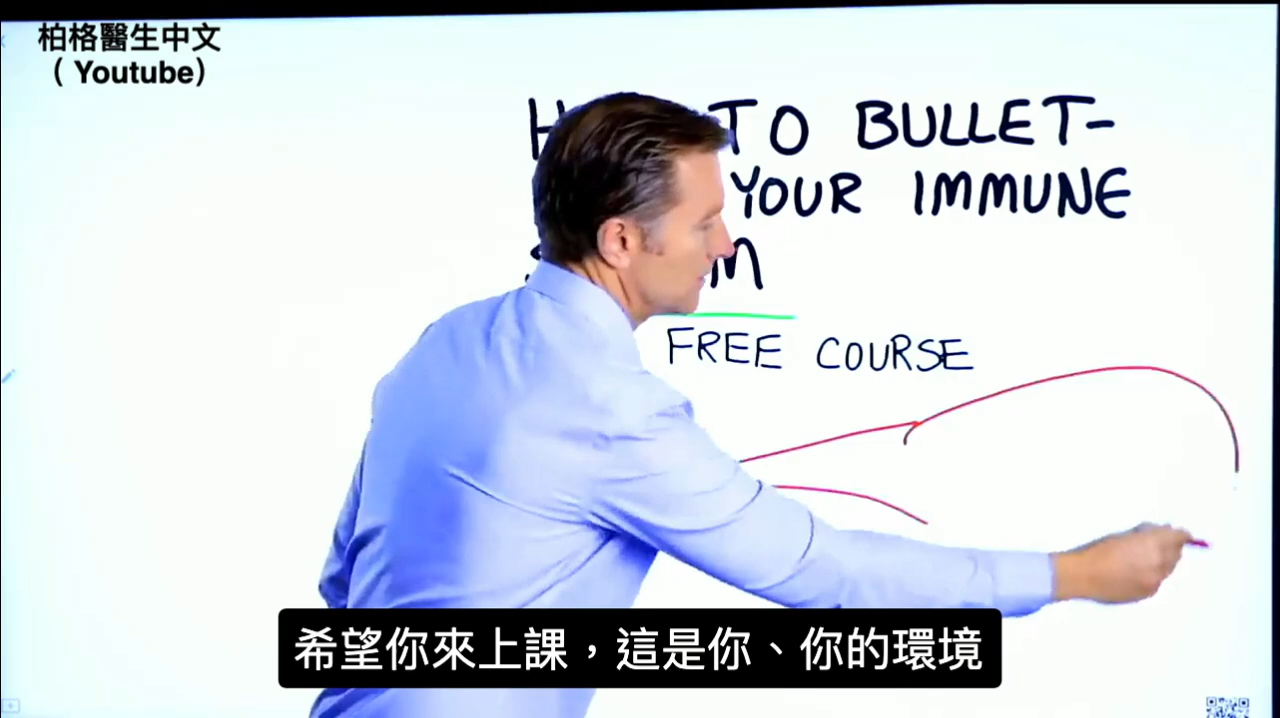 柏格醫生中文
（Youtube）
TO BULLET-
YOUR IMMUNE
FREE COURSE
希望你來上課，這是你、你的環境